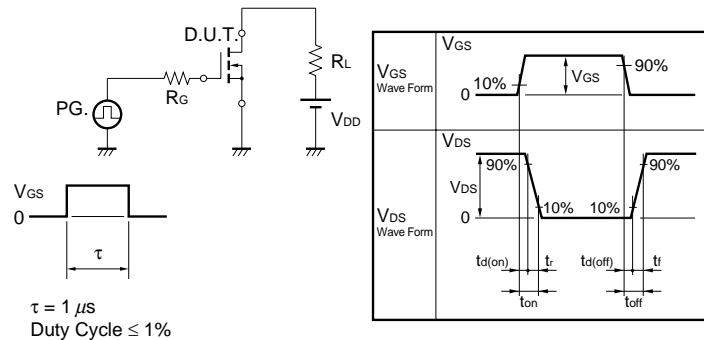 D.U.T.
RL
RG
PG.
VDD
VGS
0
τ
τ = 1 μs
Duty Cycle ≤ 1%
VGS
Wave Form
VGS
10%
0
VGS
90%
VDS
Wave Form
VDS
90%
VDS
0
10%
10%
90%
td(on)
tr
td(off)
tf
ton
toff